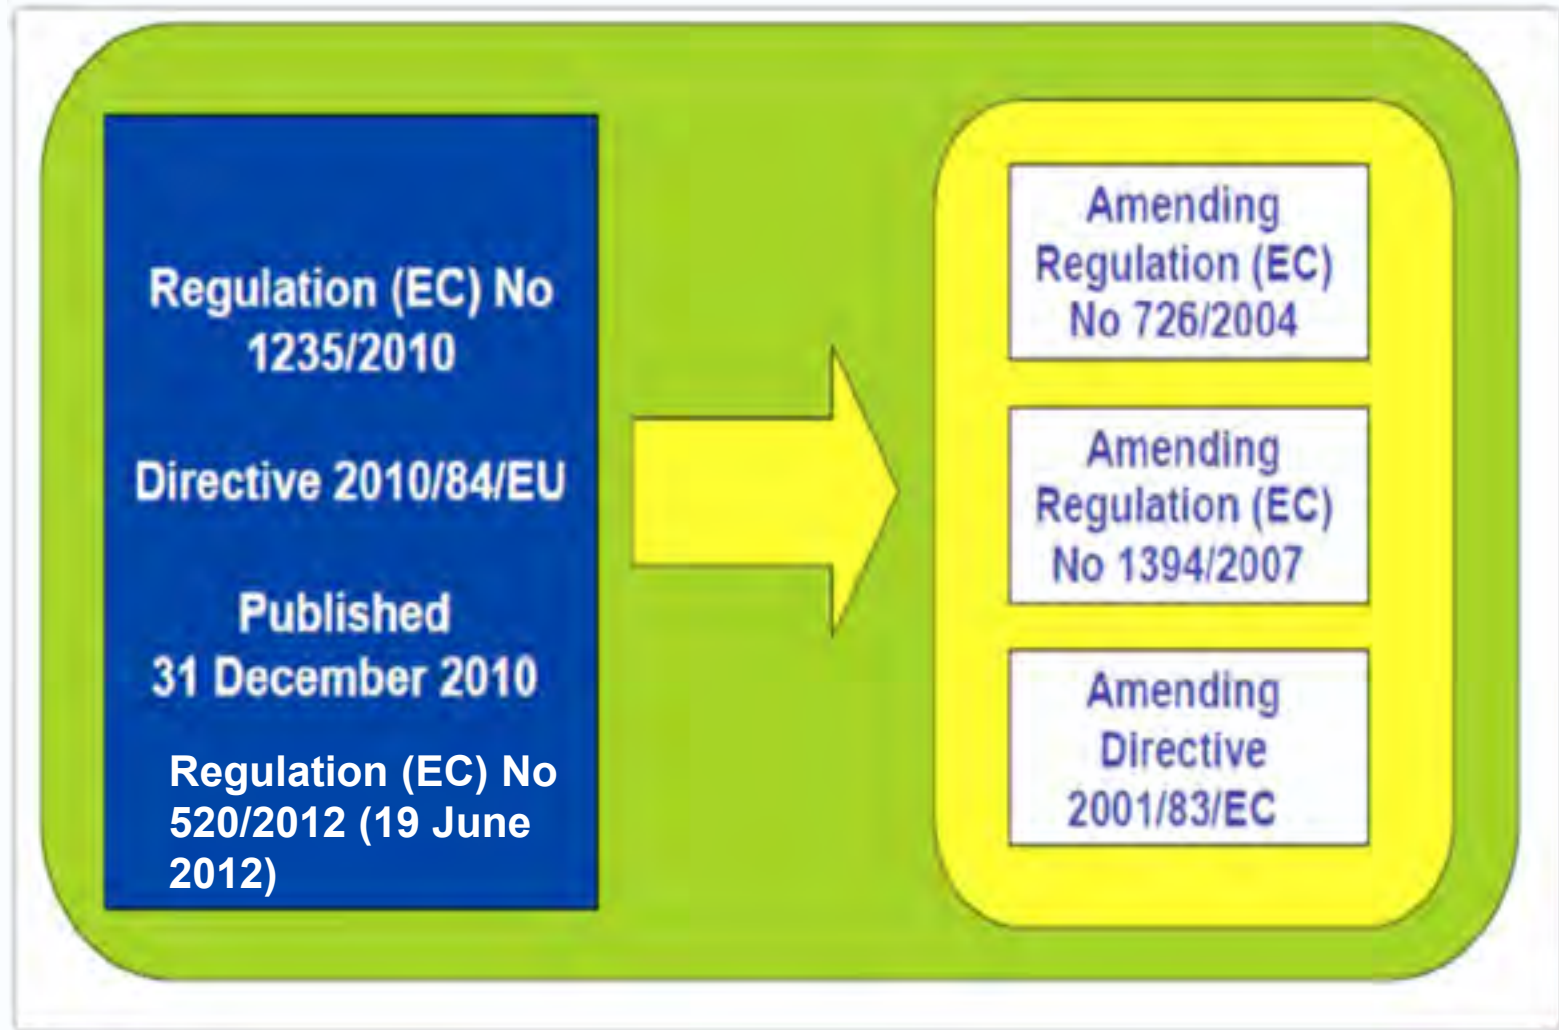 Regulation (EC) No
1235/2010
Directive 2010/84/EU
Published
31 December 2010
Regulation (EC) No
520/2012 (19 June
2012)
Amending
Regulation (EC)
No 726/2004
Amending
Regulation (EC)
No 1394/2007
Amending
Directive
2001/83/EC